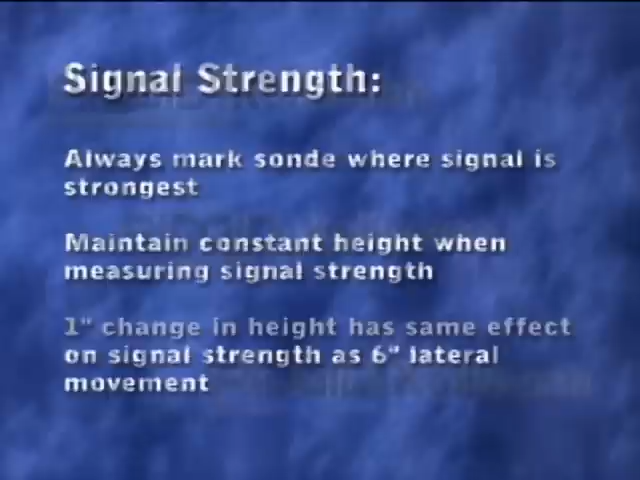 Signal Strength:
Always mark sonde where signal is
strongest
Maintain constant height when
measuring signal strength
1" change in height has same effect
on signal strength as 6" lateral
movement